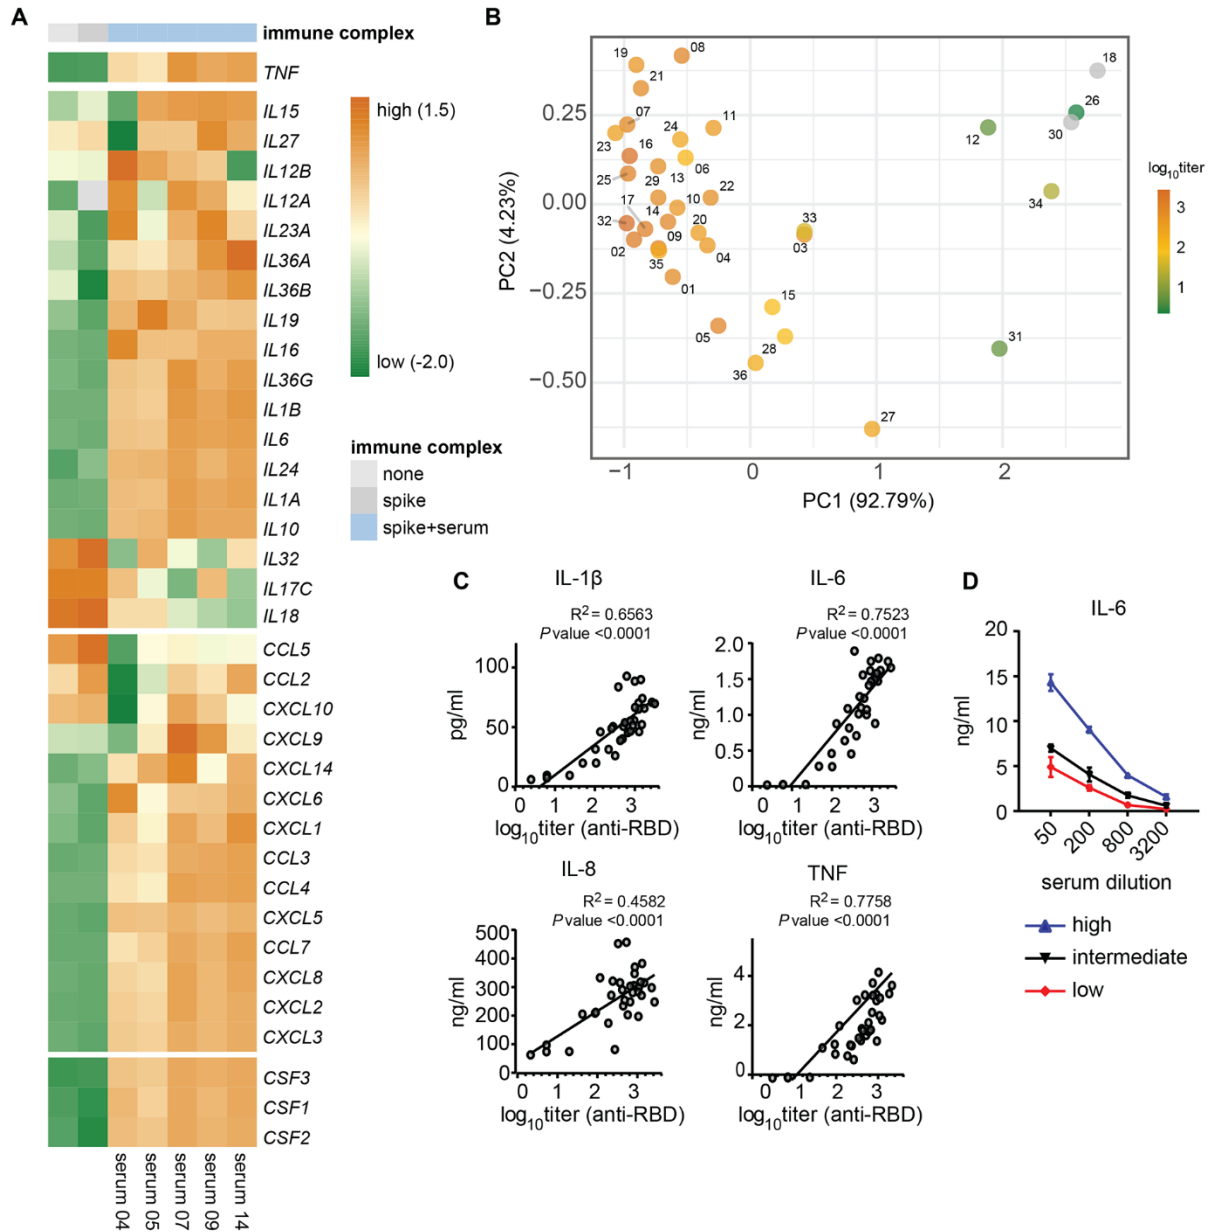 A
immune complex
TNF
IL15
IL27
IL12B
IL12A
IL23A
IL36A
IL36B
IL19
IL16
IL36G
IL1B
IL6
IL24
IL1A
IL10
IL32
IL17C
IL18
CCL5
CCL2
CXCL10
CXCL9
CXCL14
CXCL6
CXCL1
CCL3
CCL4
CXCL5
CCL7
CXCL8
CXCL2
CXCL3
CSF3
CSF1
CSF2
serum 04
serum 05
serum 07
serum 09
serum 14
high (1.5)
low (-2.0)
immune complex
none
spike
spike+serum
B
PC2 (4.23%)
0.25
0.00
−0.25
−0.50
19
08
21
07
11
24
23
16
06
25
29
13
22
17
10
14
32
20
09
02
35
04
01
33
03
15
05
28
36
27
18
26
12
30
34
31
−1
0
1
2
PC1 (92.79%)
log10titer
3
2
1
C
IL-1β
R2 = 0.6563
P value <0.0001
pg/ml
100
50
0
0 1 2 3
log10titer (anti-RBD)
IL-6
R2 = 0.7523
P value <0.0001
ng/ml
2.0
1.5
1.0
0.5
0
0 1 2 3
log10titer (anti-RBD)
IL-8
R2 = 0.4582
P value <0.0001
ng/ml
500
400
300
200
100
0
0 1 2 3
log10titer (anti-RBD)
TNF
R2 = 0.7758
P value <0.0001
ng/ml
4
2
0
0 1 2 3
log10titer (anti-RBD)
D
IL-6
ng/ml
20
15
10
5
0
50
200
800
3200
serum dilution
high
intermediate
low